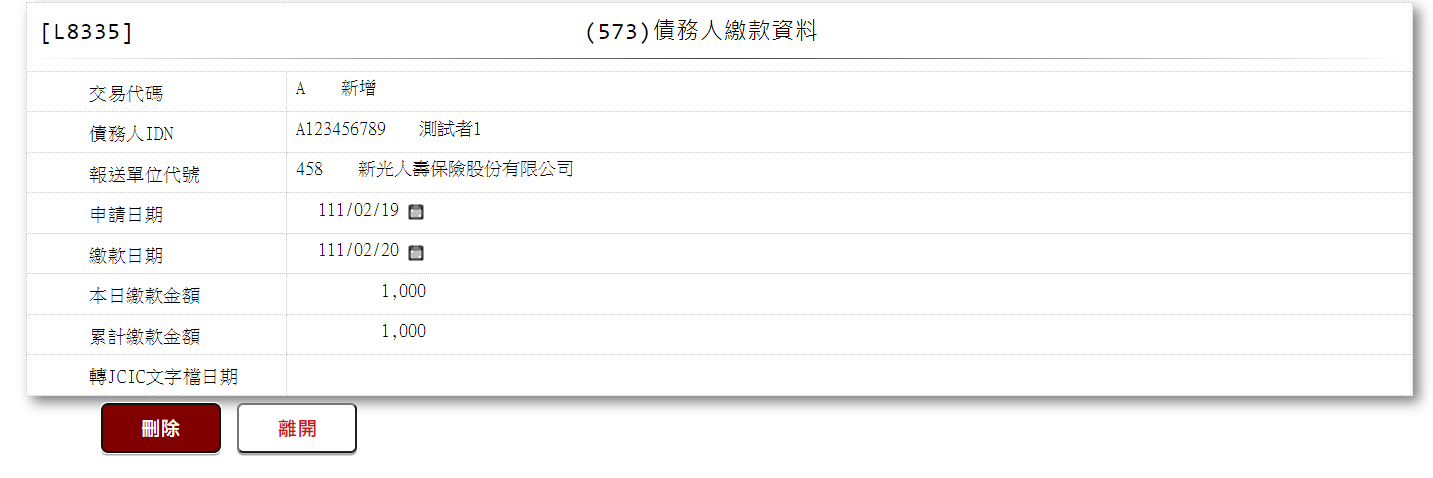 [L8335] (573)債務人繳款資料
交易代碼 A 新增
債務人IDN A123456789 測試者1
報送單位代號 458 新光人壽保險股份有限公司
申請日期 111/02/19
繳款日期 111/02/20
本日繳款金額 1,000
累計繳款金額 1,000
轉JCIC文字檔日期
刪除 離開